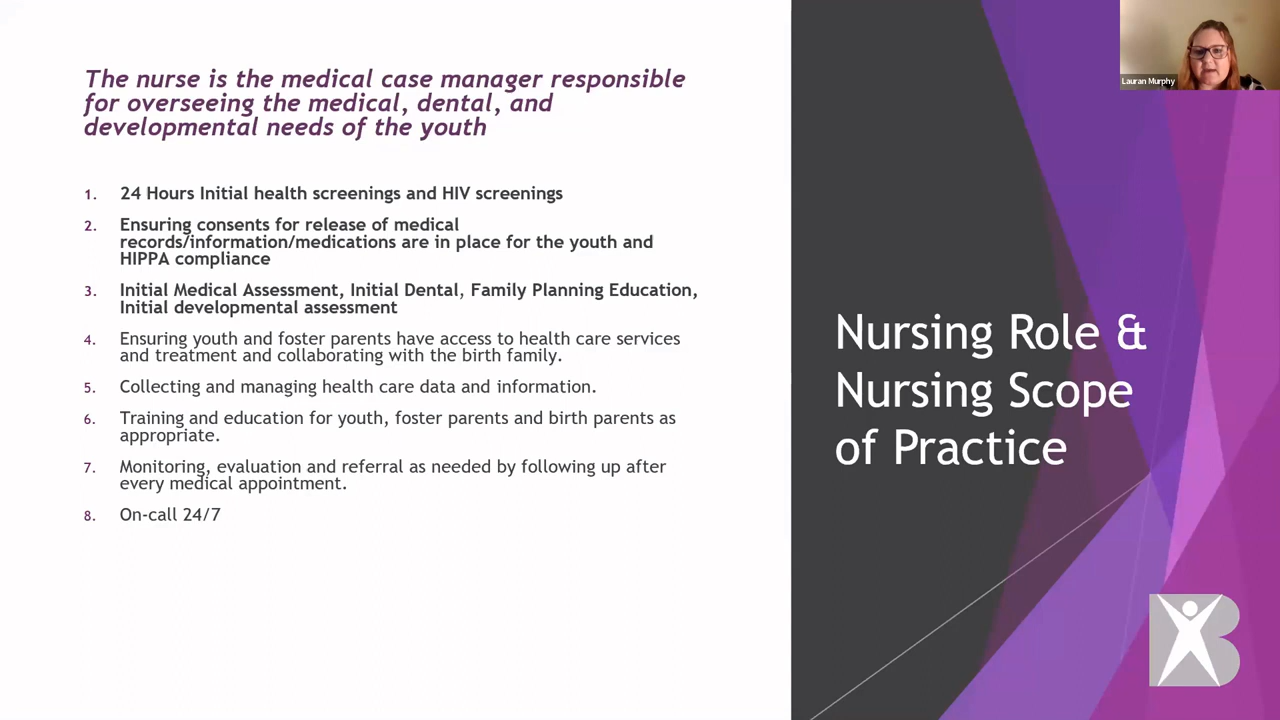 The nurse is the medical case manager responsible
for overseeing the medical, dental, and
developmental needs of the youth
1. 24 Hours Initial health screenings and HIV screenings
2. Ensuring consents for release of medical
records/information/medications are in place for the youth and
HIPPA compliance
3. Initial Medical Assessment, Initial Dental, Family Planning Education,
Initial developmental assessment
4. Ensuring youth and foster parents have access to health care services
and treatment and collaborating with the birth family.
5. Collecting and managing health care data and information.
6. Training and education for youth, foster parents and birth parents as
appropriate.
7. Monitoring, evaluation and referral as needed by following up after
every medical appointment.
8. On-call 24/7
Nursing Role &
Nursing Scope
of Practice
Lauran Murphy
B